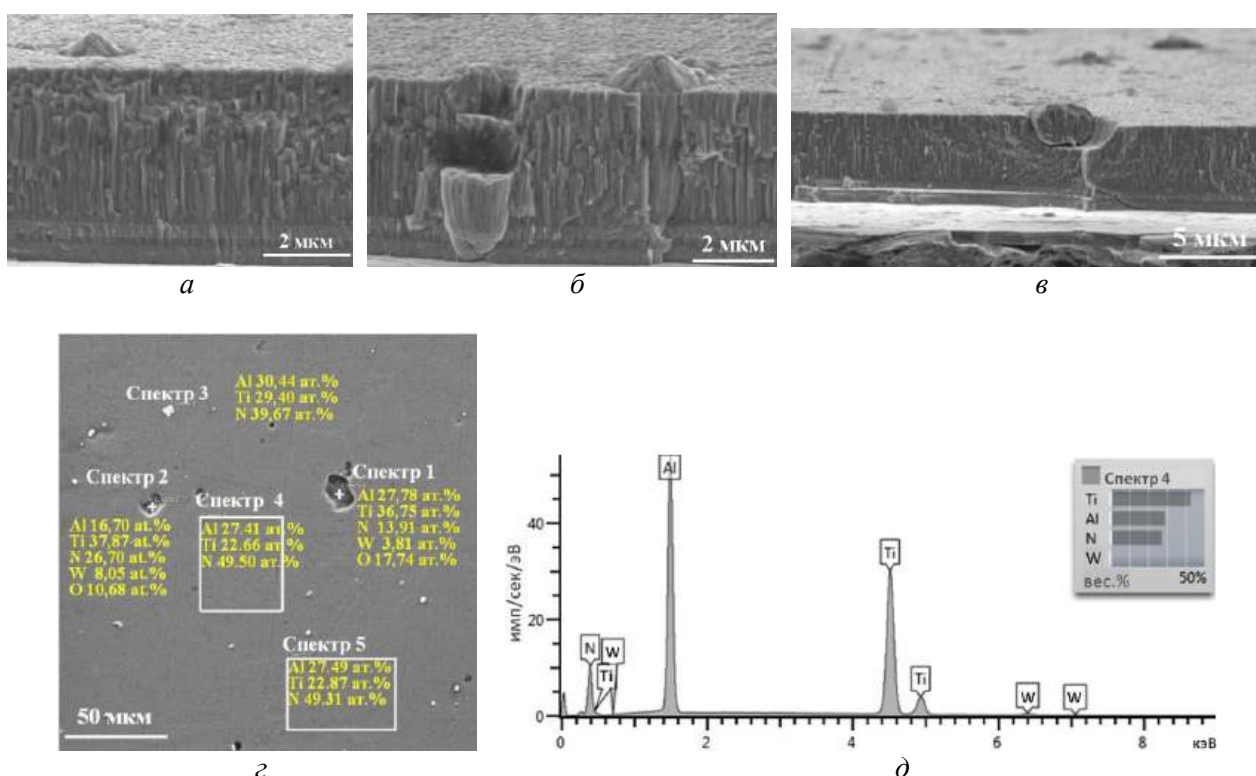 2 мкм
2 мкм
5 мкм
а
б
в
Спектр 3
Al 30,44 ат.%
Ti 29,40 ат.%
N 39,67 ат.%
Спектр 2
Al 16,70 at.%
Ti 37,87 at.%
N 26,70 at.%
W 8,05 at.%
O 10,68 at.%
Спектр 4
Al 27.41 ат.%
Ti 22.66 ат.%
N 49.50 ат.%
Спектр 1
Al 27,78 ат.%
Ti 36,75 ат.%
N 13,91 ат.%
W 3,81 ат.%
O 17,74 ат.%
Спектр 5
Al 27.49 ат.%
Ti 22.87 ат.%
N 49.31 ат.%
50 мкм
г
имп/сек/эВ
40
20
0
N
Ti
W
Al
Ti
Ti
W
W
0
2
4
6
8
кэВ
Спектр 4
Ti
Al
N
W
вес.%
50%
д